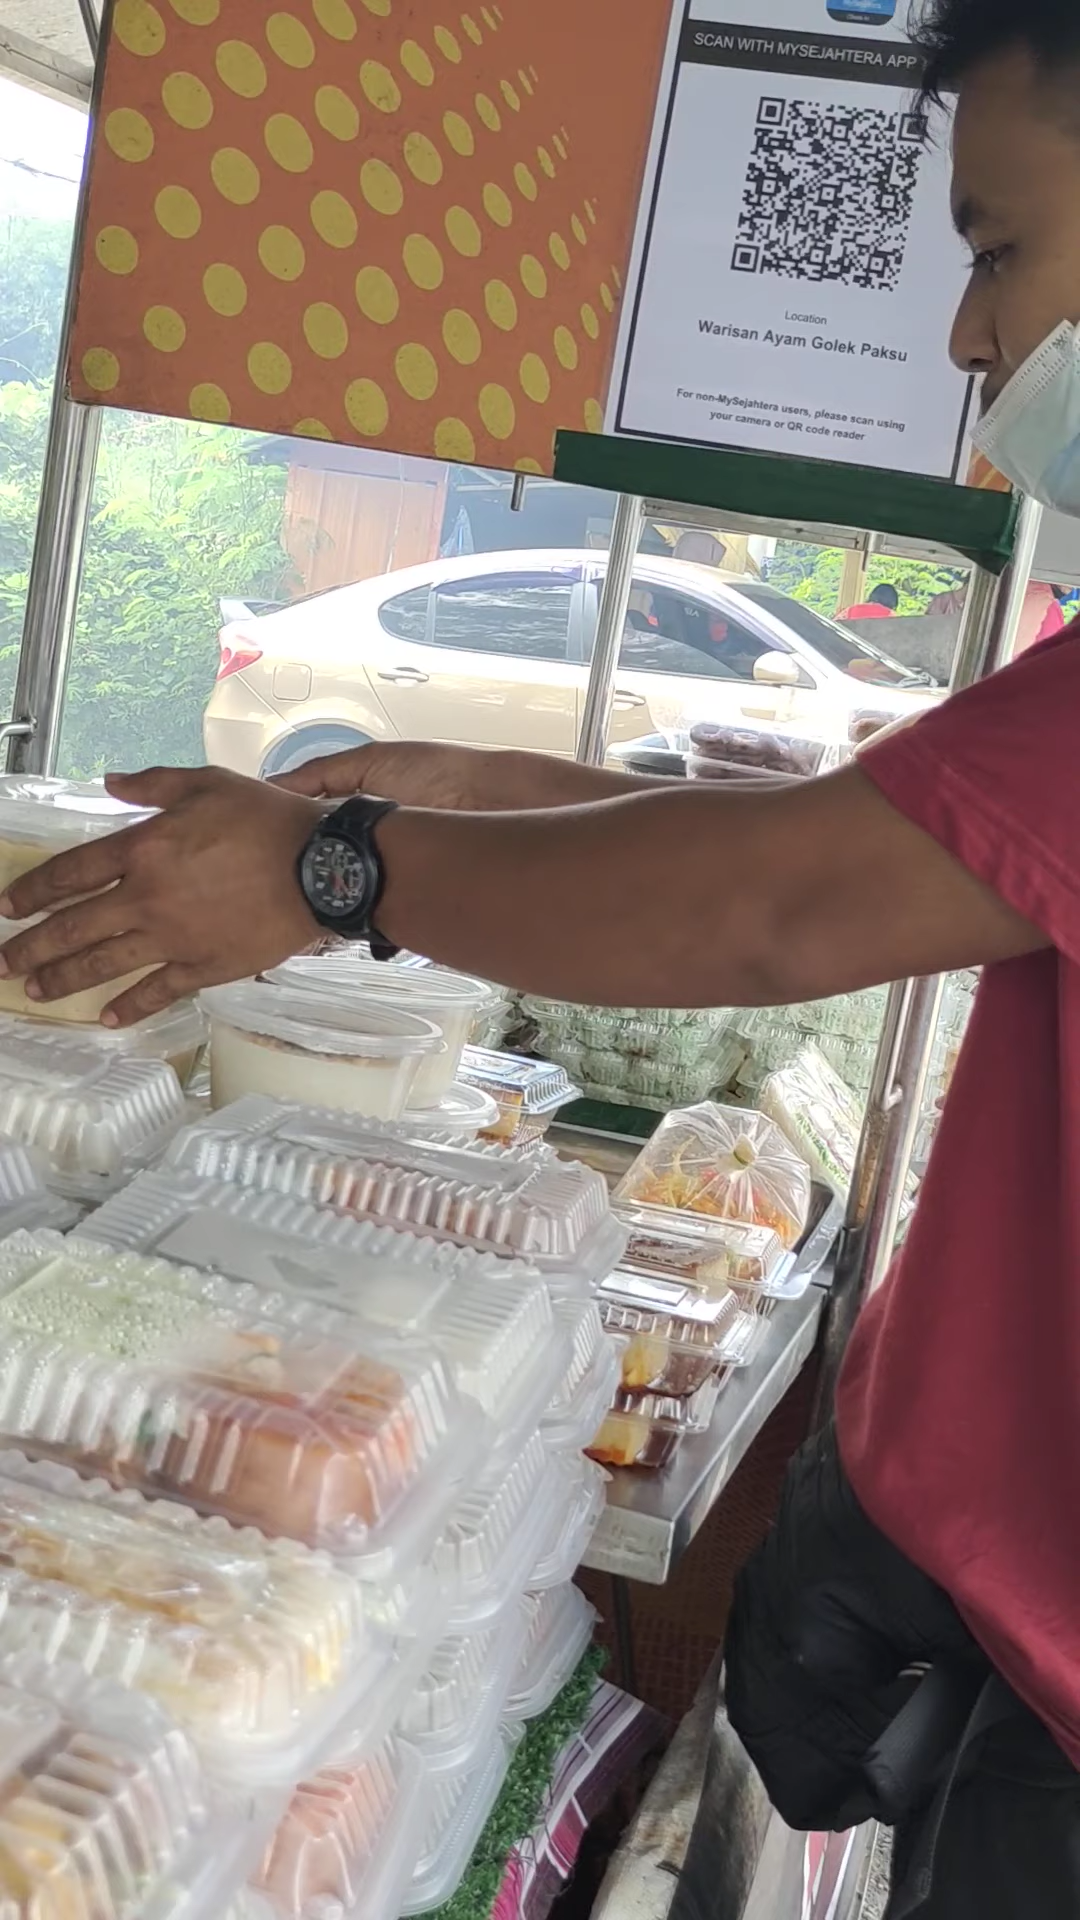 SCAN WITH MYSEJAHTERA APP
Location
Warisan Ayam Golek Paksu
For non-MySejahtera users, please scan using
your camera or QR code reader